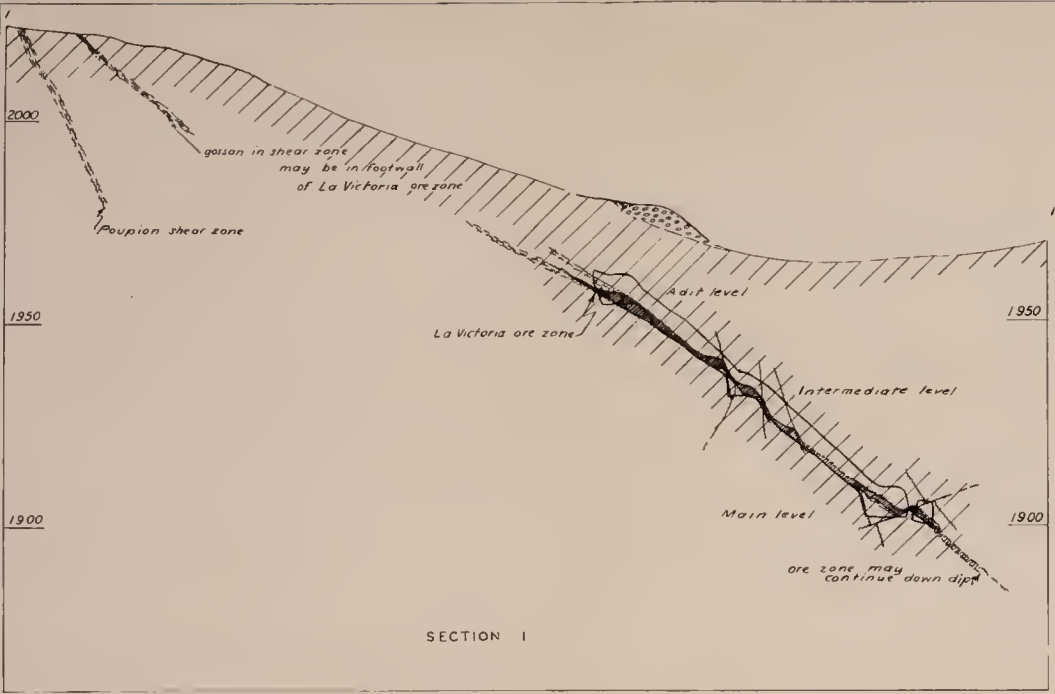 1
2000
gossan in shear zone
may be in footwall
of La Victoria ore zone
Poupion shear zone
1950
1950
Adit level
La Victoria ore zone
Intermediate level
Main level
1900
1900
ore zone may
continue down dip
SECTION 1